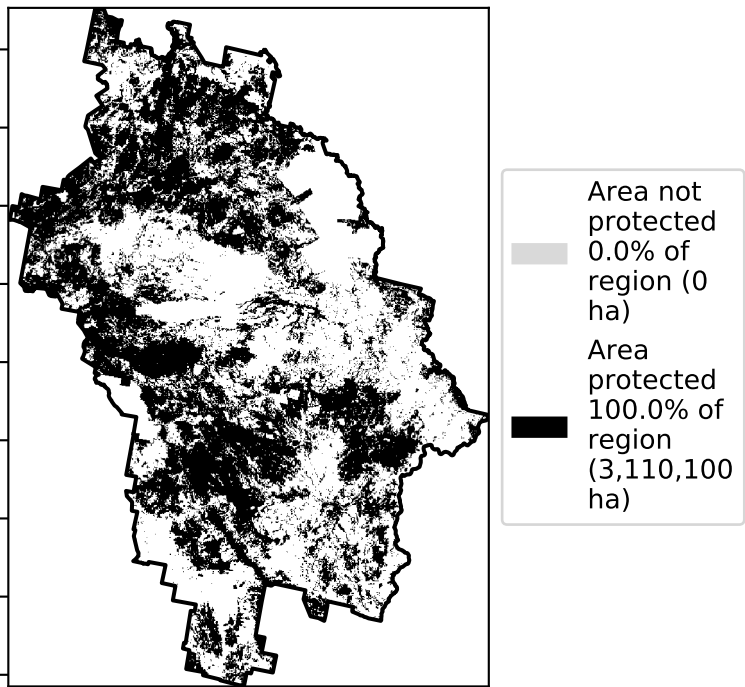 Area not
protected
0.0% of
region (0
ha)
Area
protected
100.0% of
region
(3,110,100
ha)